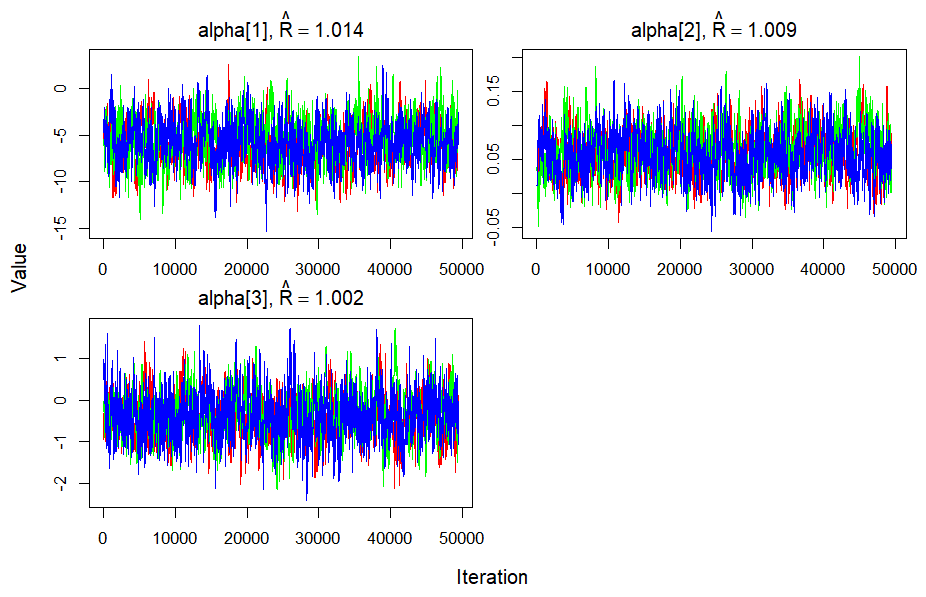 alpha[1], R̂ = 1.014
alpha[2], R̂ = 1.009
0
-5
-10
-15
0.15
0.05
-0.05
0 10000 20000 30000 40000 50000
0 10000 20000 30000 40000 50000
Value
alpha[3], R̂ = 1.002
1
0
-1
-2
0 10000 20000 30000 40000 50000
Iteration